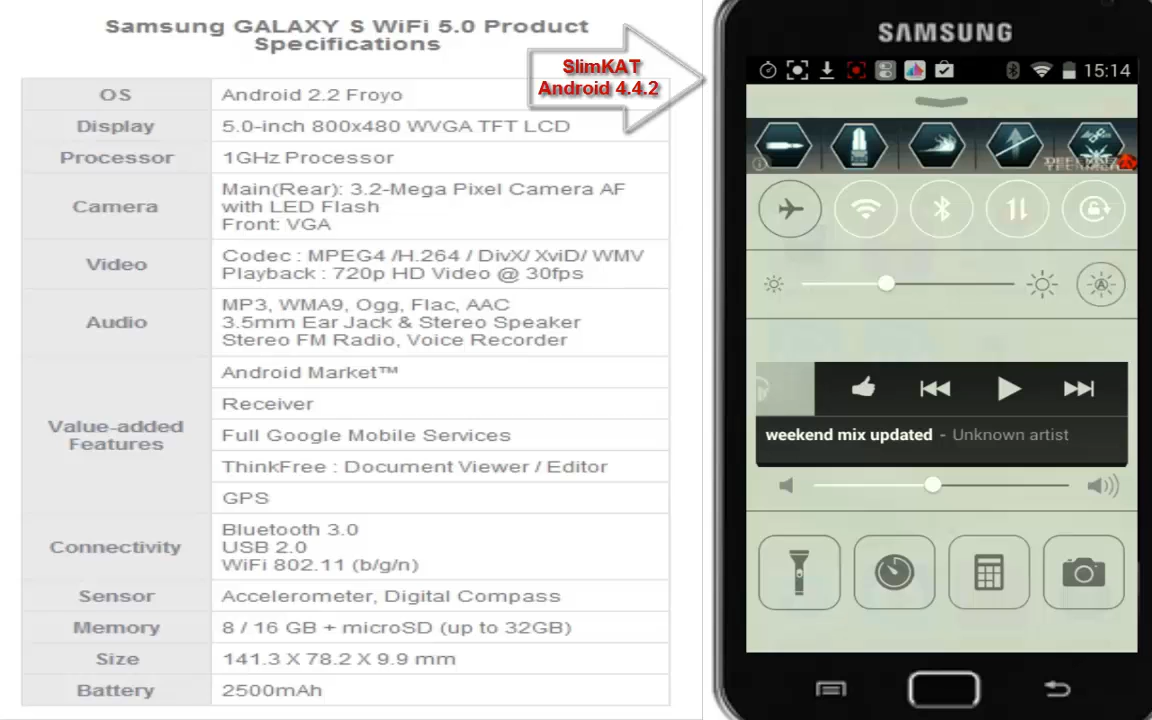 Samsung GALAXY S WiFi 5.0 Product
Specifications
OS
Android 2.2 Froyo
Display
5.0-inch 800x480 WVGA TFT LCD
Processor
1GHz Processor
Camera
Main(Rear): 3.2-Mega Pixel Camera AF
with LED Flash
Front: VGA
Video
Codec : MPEG4 /H.264 / DivX/ XviD/ WMV
Playback : 720p HD Video @ 30fps
Audio
MP3, WMA9, Ogg, Flac, AAC
3.5mm Ear Jack & Stereo Speaker
Stereo FM Radio, Voice Recorder
Value-added
Features
Android Market™
Receiver
Full Google Mobile Services
ThinkFree : Document Viewer / Editor
GPS
Connectivity
Bluetooth 3.0
USB 2.0
WiFi 802.11 (b/g/n)
Sensor
Accelerometer, Digital Compass
Memory
8 / 16 GB + microSD (up to 32GB)
Size
141.3 X 78.2 X 9.9 mm
Battery
2500mAh
SlimKAT
Android 4.4.2
SAMSUNG
15:14
A
weekend mix updated - Unknown artist